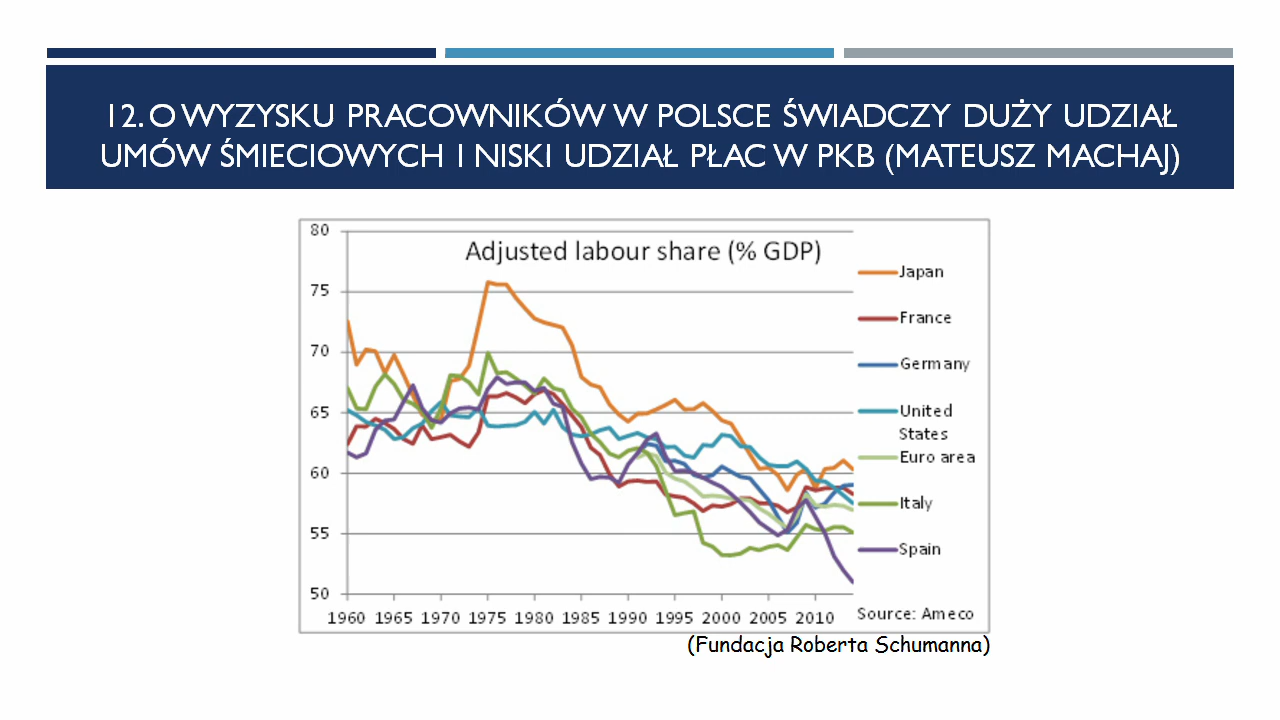 12. O WYZYSKU PRACOWNIKÓW W POLSCE ŚWIADCZY DUŻY UDZIAŁ
UMÓW ŚMIECIOWYCH I NISKI UDZIAŁ PŁAC W PKB (MATEUSZ MACHAJ)
Adjusted labour share (% GDP)
80
75
70
65
60
55
50
1960 1965 1970 1975 1980 1985 1990 1995 2000 2005 2010
Japan
France
Germany
United
States
Euro area
Italy
Spain
Source: Ameco
(Fundacja Roberta Schumanna)